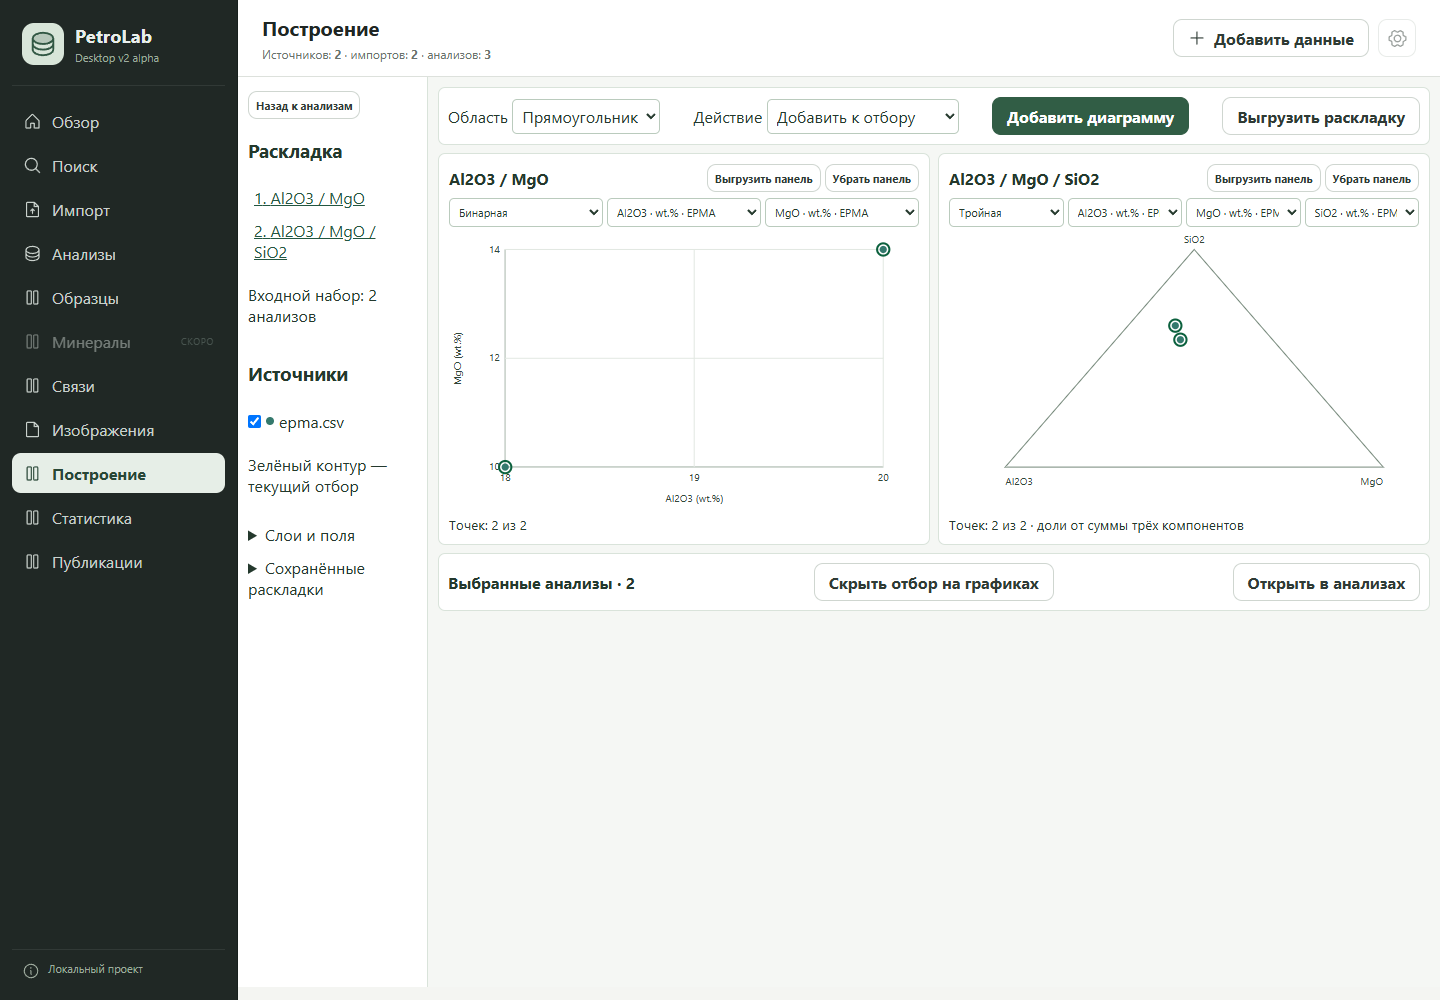 PetroLab
Desktop v2 alpha
Обзор
Поиск
Импорт
Анализы
Образцы
Минералы
СКОРО
Связи
Изображения
Построение
Статистика
Публикации
Локальный проект
Построение
Источников: 2 · импортов: 2 · анализов: 3
Добавить данные
Назад к анализам
Раскладка
1. Al2O3 / MgO
2. Al2O3 / MgO /
SiO2
Входной набор: 2
анализов
Источники
epma.csv
Зелёный контур —
текущий отбор
Слои и поля
Сохранённые
раскладки
Область
Прямоугольник
Действие
Добавить к отбору
Добавить диаграмму
Выгрузить раскладку
Al2O3 / MgO
Выгрузить панель
Убрать панель
Бинарная
Al2O3 · wt.% · EPMA
MgO · wt.% · EPMA
14
12
10
MgO (wt.%)
18
19
20
Al2O3 (wt.%)
Точек: 2 из 2
Al2O3 / MgO / SiO2
Выгрузить панель
Убрать панель
Тройная
Al2O3 · wt.% · EP
MgO · wt.% · EPM
SiO2 · wt.% · EPM
SiO2
Al2O3
MgO
Точек: 2 из 2 · доли от суммы трёх компонентов
Выбранные анализы · 2
Скрыть отбор на графиках
Открыть в анализах